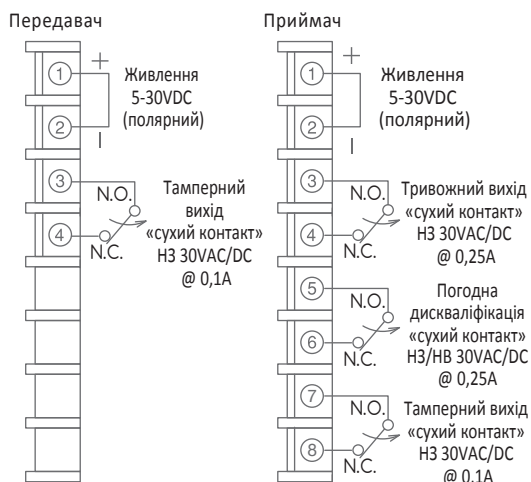 Передавач
1
+
Живлення
5-30VDC
(полярний)
2
3
N.O.
4
N.C.
Тамперний
вихід
«сухий контакт»
НЗ 30VAC/DC
@ 0,1A
Приймач
1
+
Живлення
5-30VDC
(полярний)
2
3
N.O.
4
N.C.
Тривожний вихід
«сухий контакт»
НЗ 30VAC/DC
@ 0,25A
5
N.O.
6
N.C.
Погодна
дискваліфікація
«сухий контакт»
НЗ/НВ 30VAC/DC
@ 0,25A
7
N.O.
8
N.C.
Тамперний вихід
«сухий контакт»
НЗ 30VAC/DC
@ 0,1A